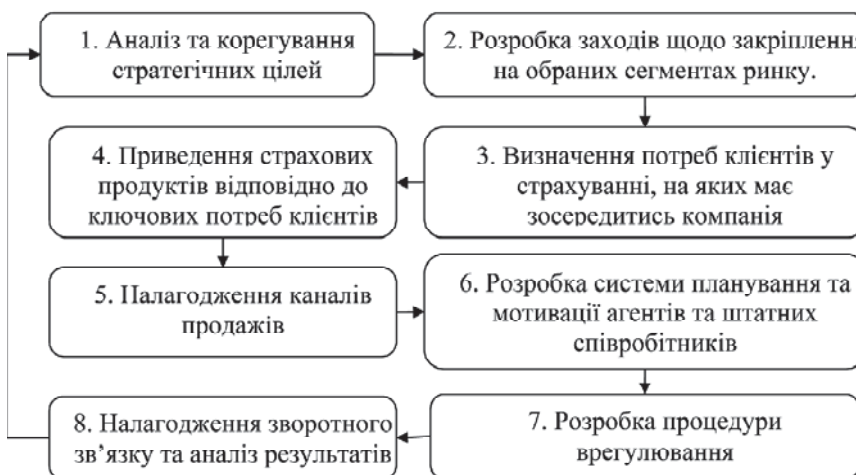 1. Аналіз та корегування
стратегічних цілей
2. Розробка заходів щодо закріплення
на обраних сегментах ринку.
3. Визначення потреб клієнтів у
страхуванні, на яких має
зосередитись компанія
4. Приведення страхових
продуктів відповідно до
ключових потреб клієнтів
5. Налагодження каналів
продажів
6. Розробка системи планування та
мотивації агентів та штатних
співробітників
7. Розробка процедури
врегулювання
8. Налагодження зворотного
зв’язку та аналіз результатів